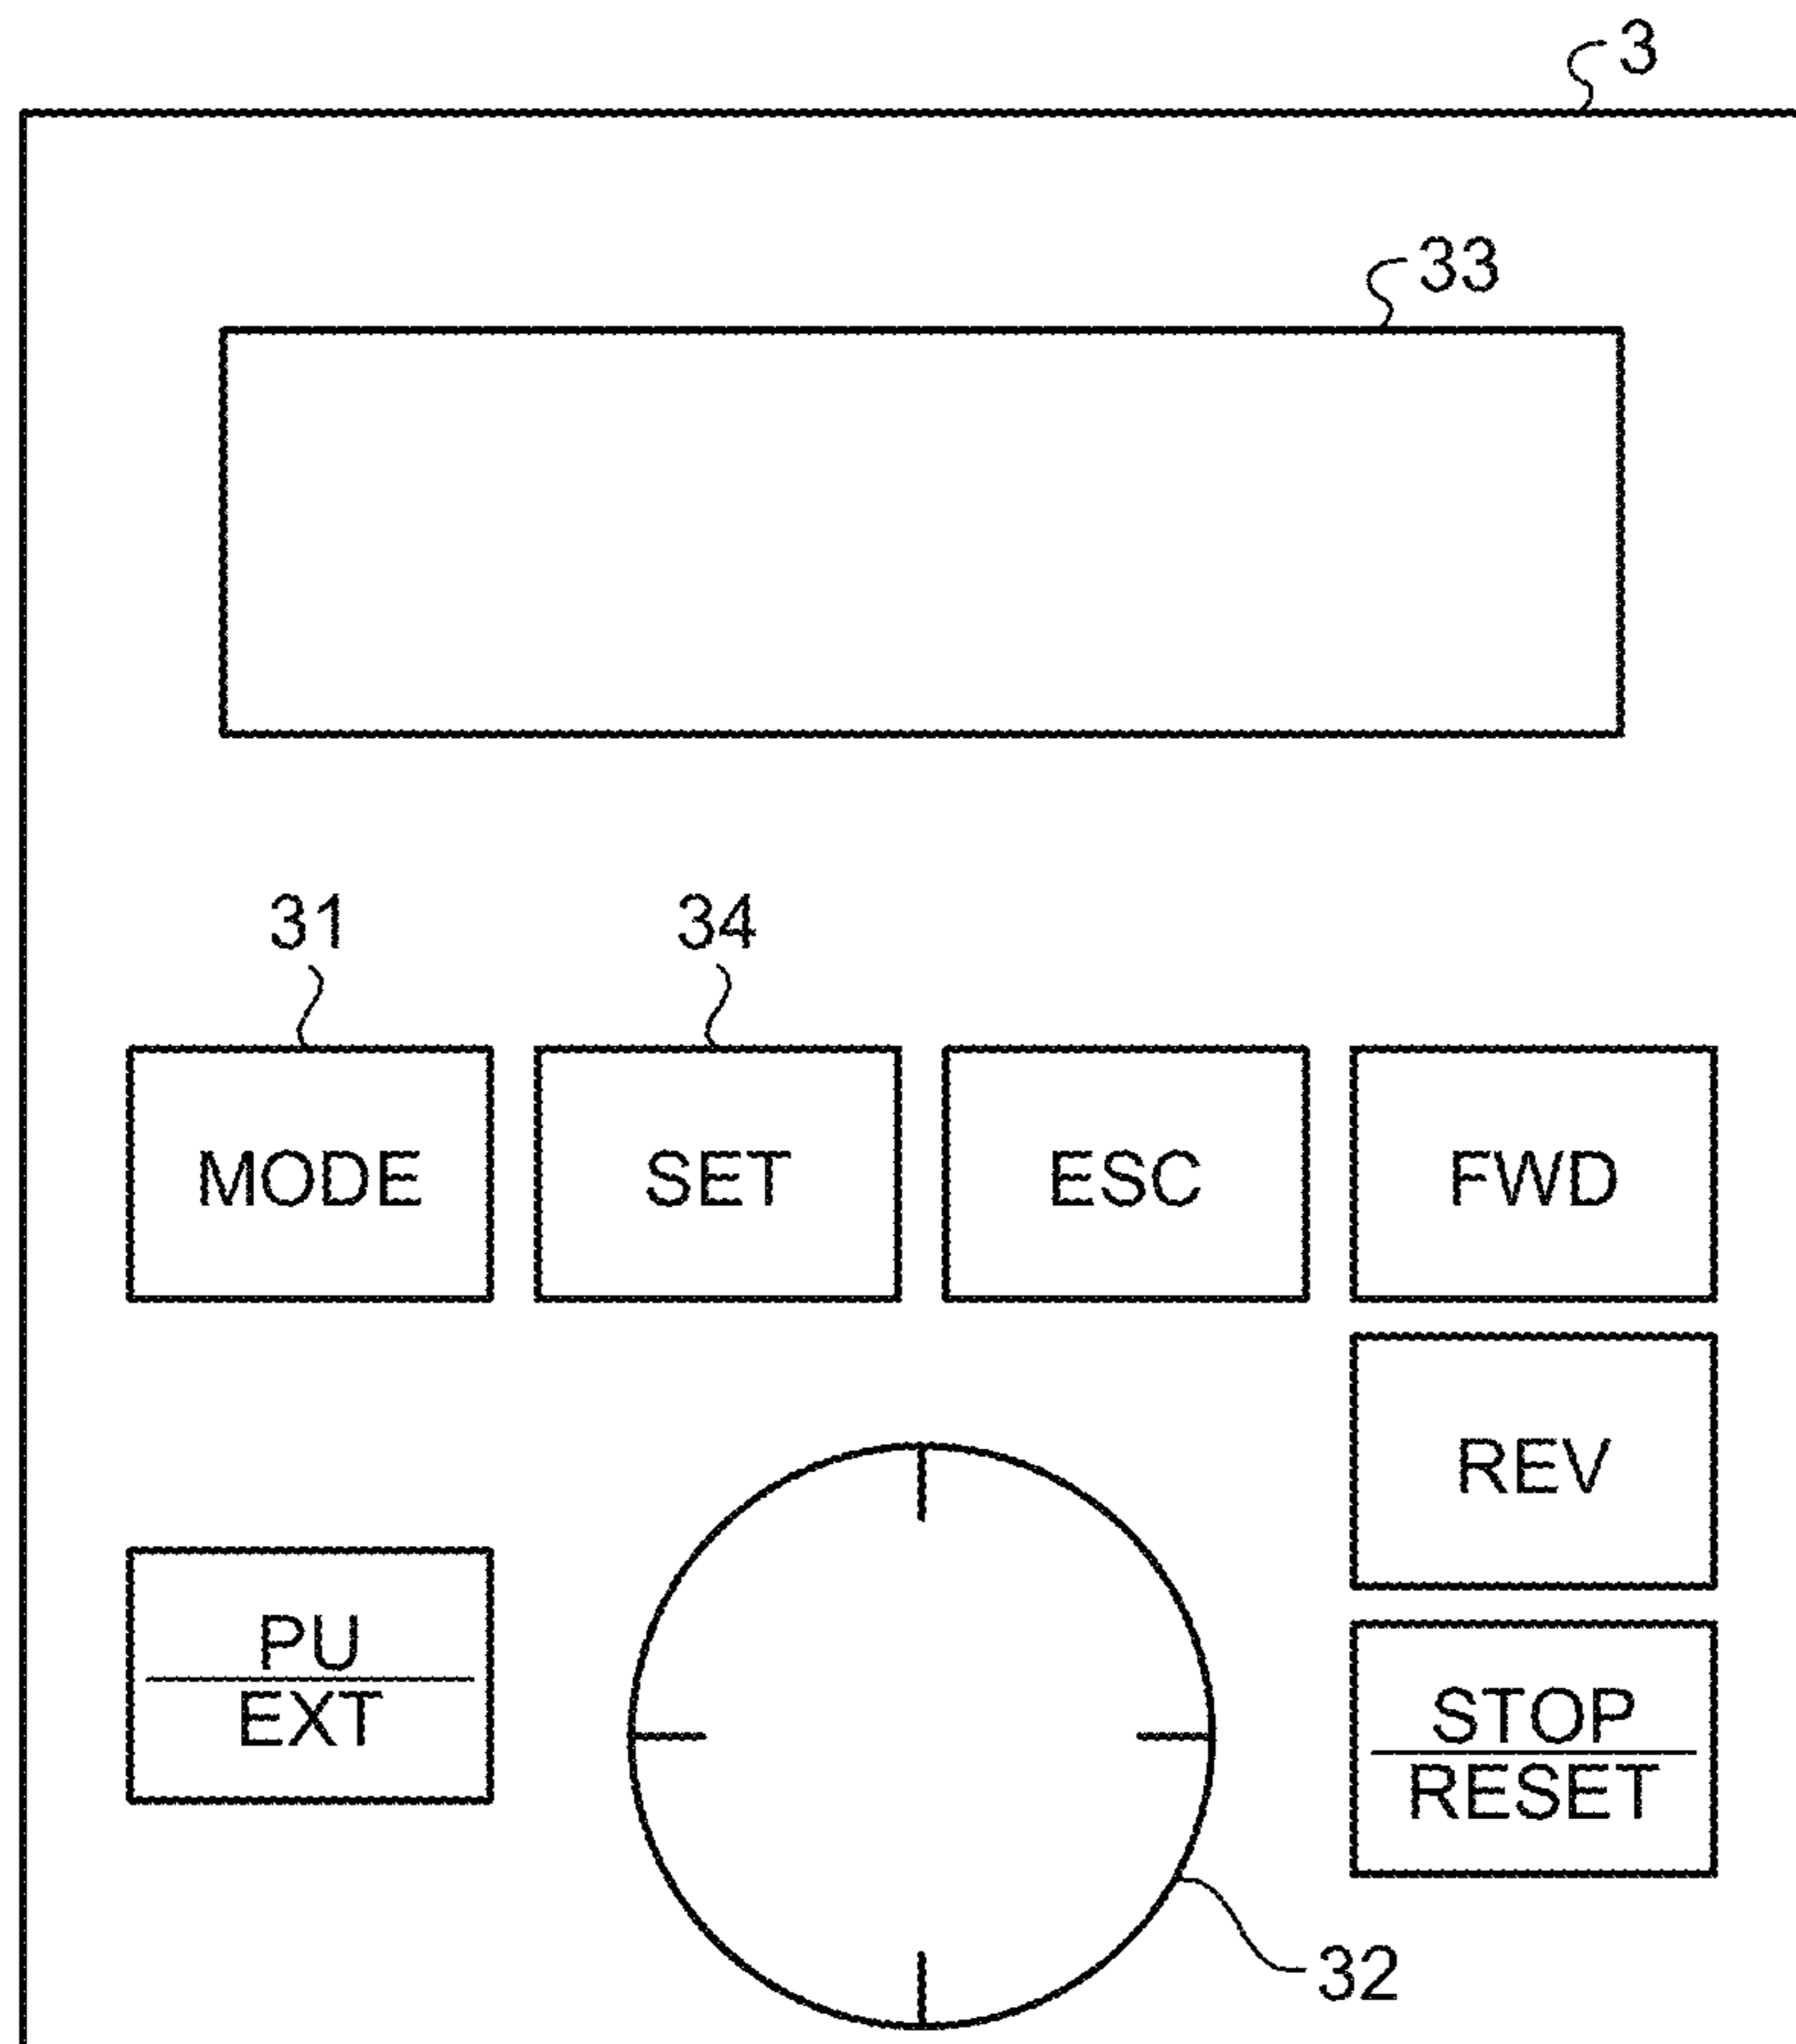 3
33
31 34
MODE SET ESC FWD
REV
PU
EXT
STOP
RESET
32